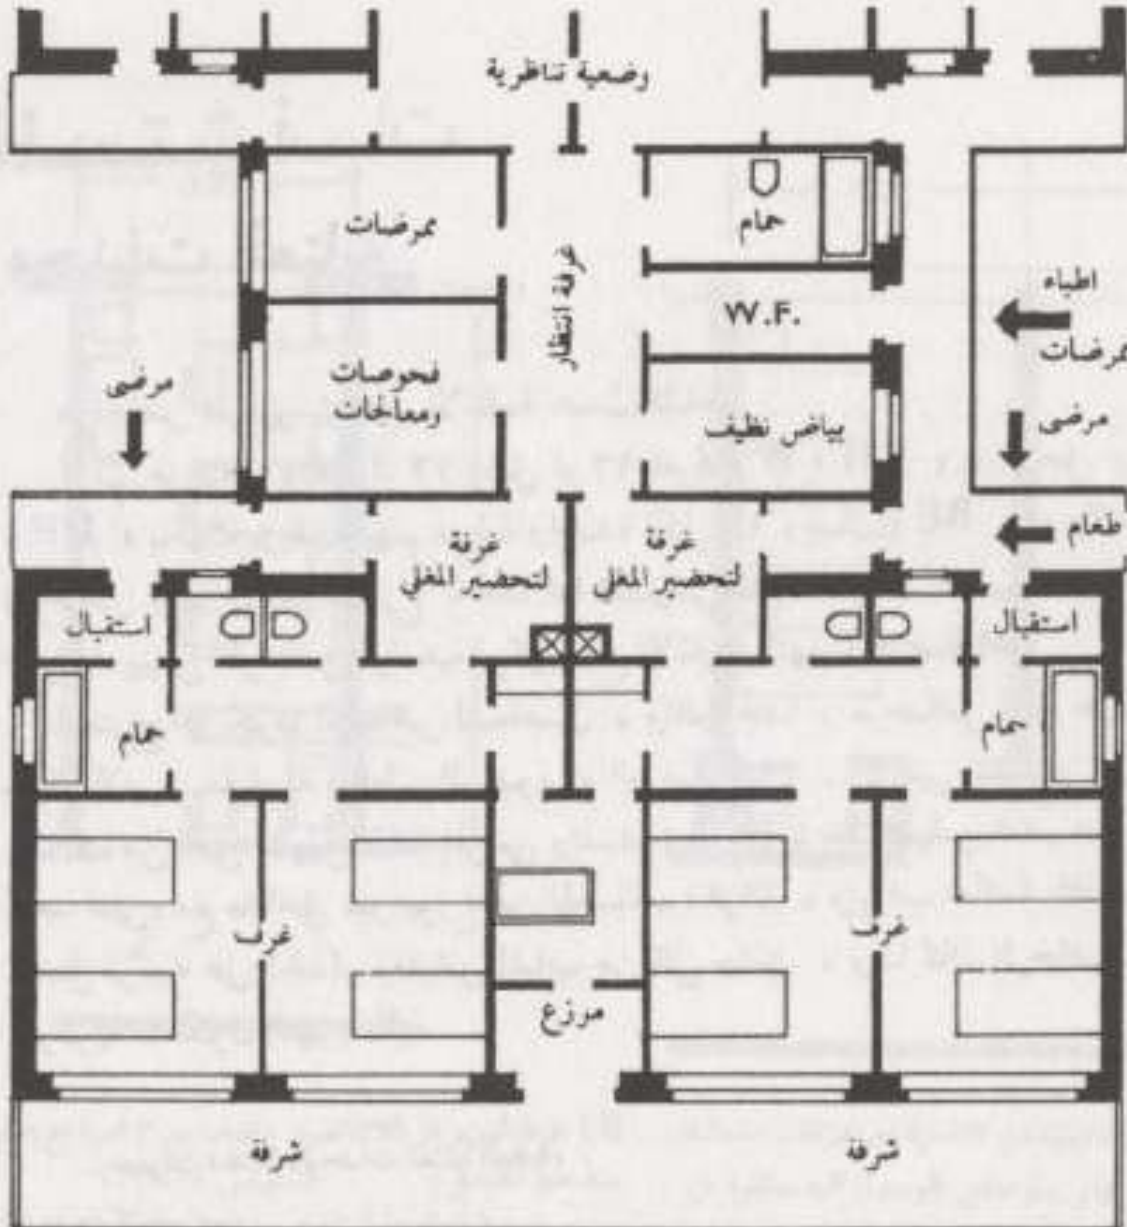 وضعية تناظرية
حمام
ممرضات
غرفة انتظار
W.F.
اطباء
ممرضات
فحوصات
ومعالجات
مرضى
مرضى
بياض نظيف
طعام
غرفة
لتحضير المغلي
غرفة
لتحضير المغلي
استقبال
استقبال
حمام
حمام
غرف
غرف
موزع
شرفة
شرفة